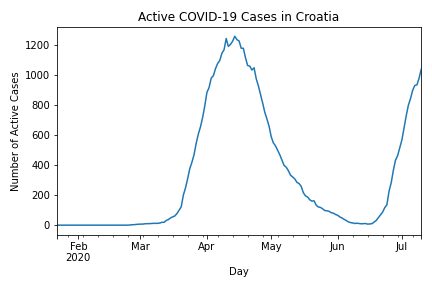 Active COVID-19 Cases in Croatia
1200
1000
800
600
400
200
0
Number of Active Cases
Feb
2020
Mar
Apr
May
Jun
Jul
Day